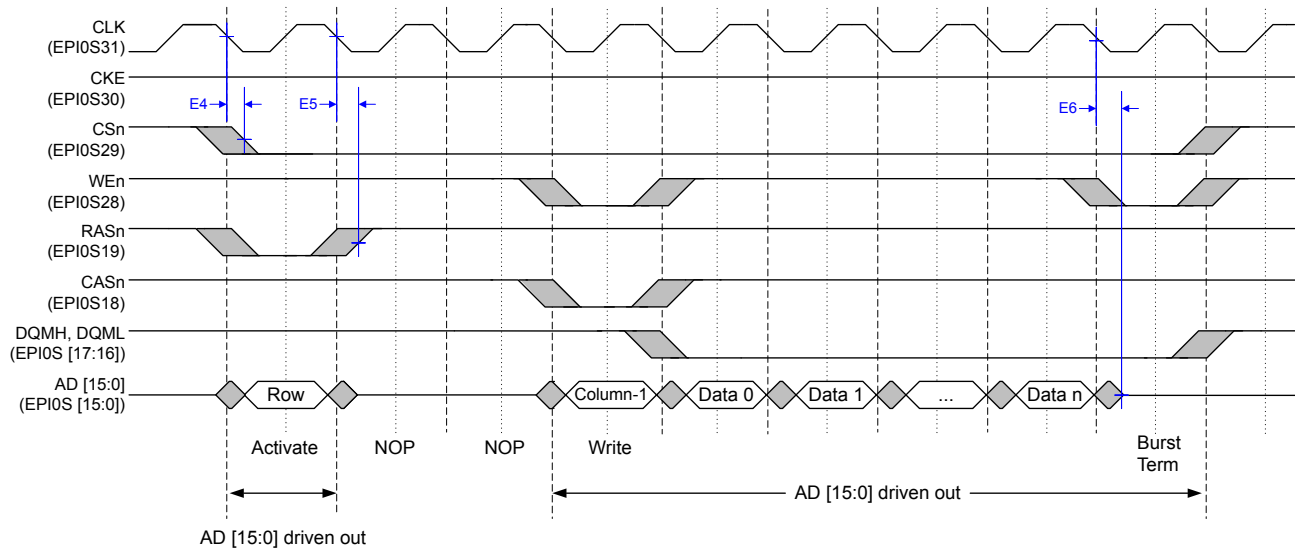 CLK
(EPI0S31)
CKE
(EPI0S30)
E4
E5
E6
CSn
(EPI0S29)
WEn
(EPI0S28)
RASn
(EPI0S19)
CASn
(EPI0S18)
DQMH, DQML
(EPI0S [17:16])
AD [15:0]
(EPI0S [15:0])
Row
Column-1
Data 0
Data 1
...
Data n
Activate
NOP
NOP
Write
Burst
Term
AD [15:0] driven out
AD [15:0] driven out